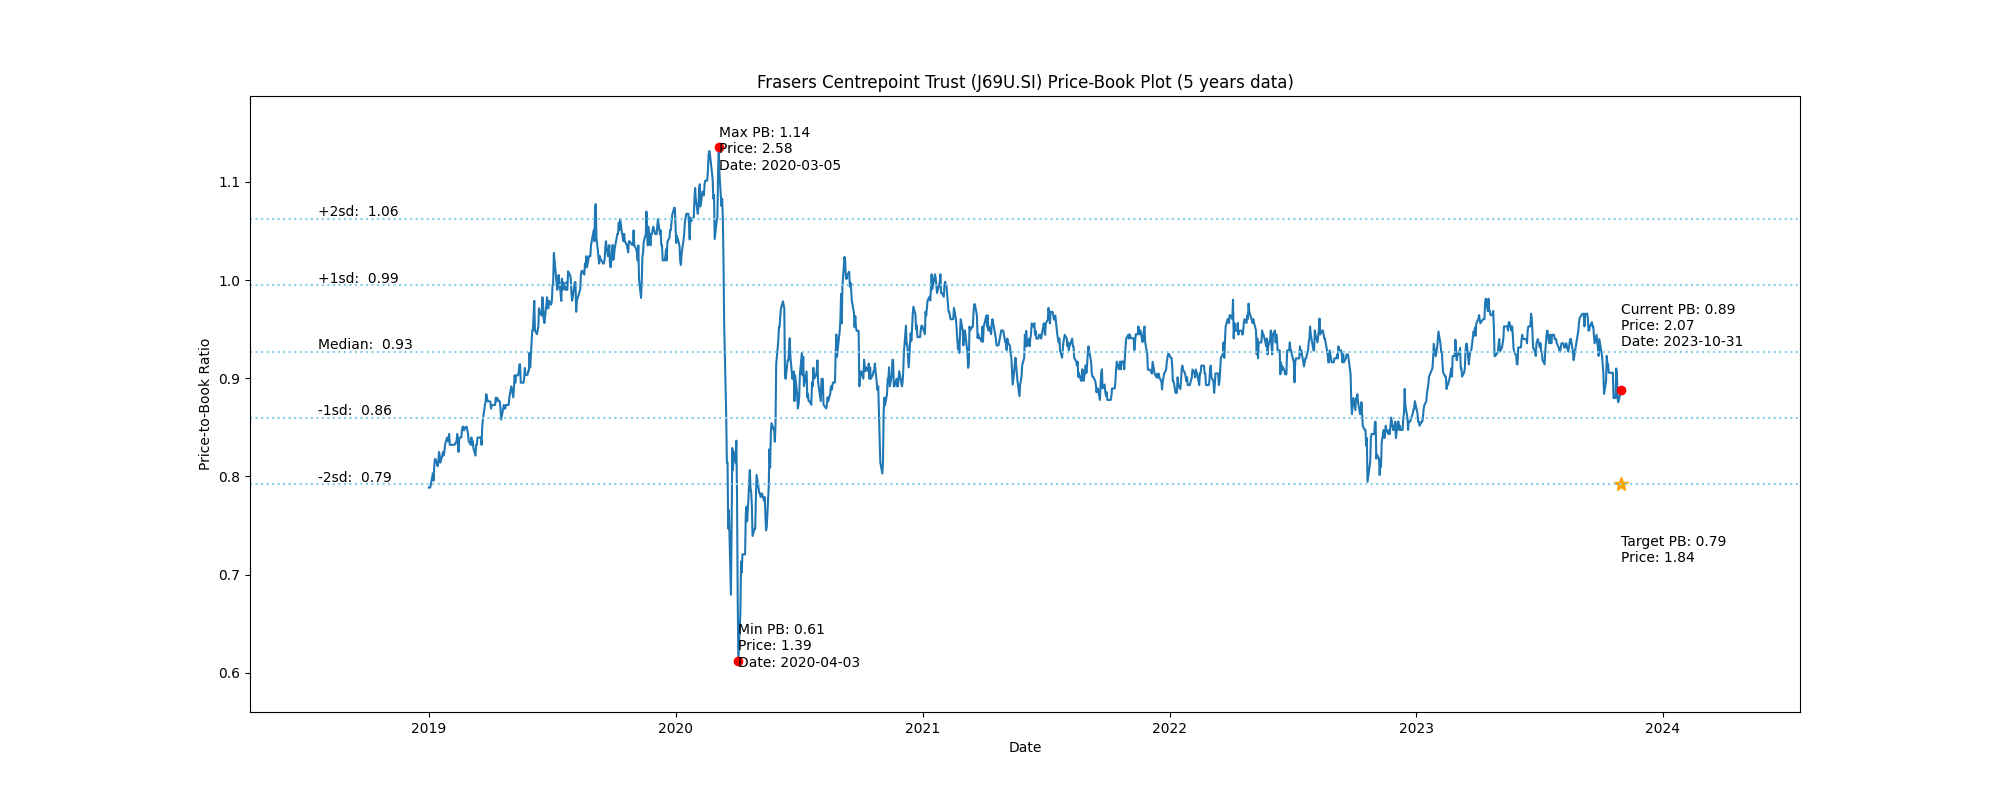 Frasers Centrepoint Trust (J69U.SI) Price-Book Plot (5 years data)
Max PB: 1.14
Price: 2.58
Date: 2020-03-05
1.1
+2sd:  1.06
1.0
+1sd:  0.99
Current PB: 0.89
Price: 2.07
Date: 2023-10-31
Median:  0.93
0.9
-1sd:  0.86
Price-to-Book Ratio
0.8
-2sd:  0.79
Target PB: 0.79
Price: 1.84
0.7
Min PB: 0.61
Price: 1.39
Date: 2020-04-03
0.6
2019 2020 2021 2022 2023 2024
Date